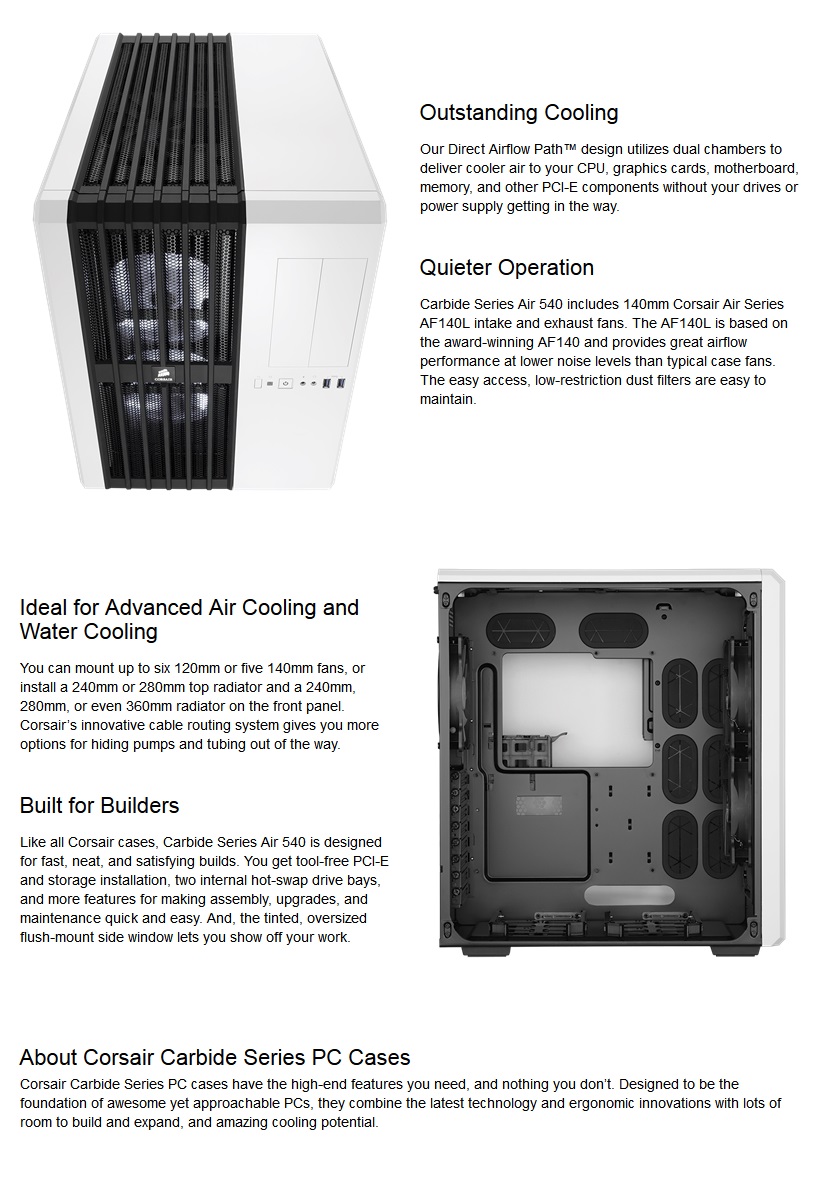 Outstanding Cooling
Our Direct Airflow Path™ design utilizes dual chambers to
deliver cooler air to your CPU, graphics cards, motherboard,
memory, and other PCI-E components without your drives or
power supply getting in the way.
Quieter Operation
Carbide Series Air 540 includes 140mm Corsair Air Series
AF140L intake and exhaust fans. The AF140L is based on
the award-winning AF140 and provides great airflow
performance at lower noise levels than typical case fans.
The easy access, low-restriction dust filters are easy to
maintain.
CORSAIR
Ideal for Advanced Air Cooling and
Water Cooling
You can mount up to six 120mm or five 140mm fans, or
install a 240mm or 280mm top radiator and a 240mm,
280mm, or even 360mm radiator on the front panel.
Corsair’s innovative cable routing system gives you more
options for hiding pumps and tubing out of the way.
Built for Builders
Like all Corsair cases, Carbide Series Air 540 is designed
for fast, neat, and satisfying builds. You get tool-free PCI-E
and storage installation, two internal hot-swap drive bays,
and more features for making assembly, upgrades, and
maintenance quick and easy. And, the tinted, oversized
flush-mount side window lets you show off your work.
About Corsair Carbide Series PC Cases
Corsair Carbide Series PC cases have the high-end features you need, and nothing you don’t. Designed to be the
foundation of awesome yet approachable PCs, they combine the latest technology and ergonomic innovations with lots of
room to build and expand, and amazing cooling potential.